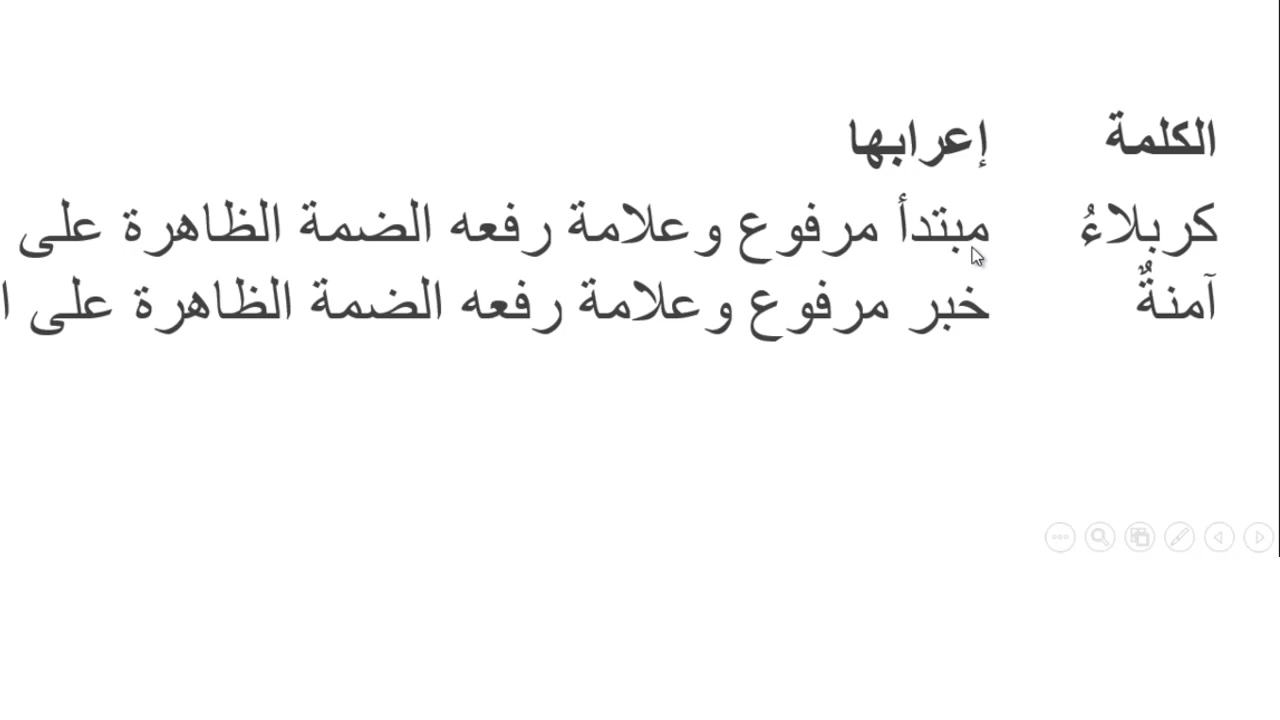 الكلمة إعرابها
كربلاءُ مبتدأ مرفوع وعلامة رفعه الضمة الظاهرة على
آمنةٌ خبر مرفوع وعلامة رفعه الضمة الظاهرة على